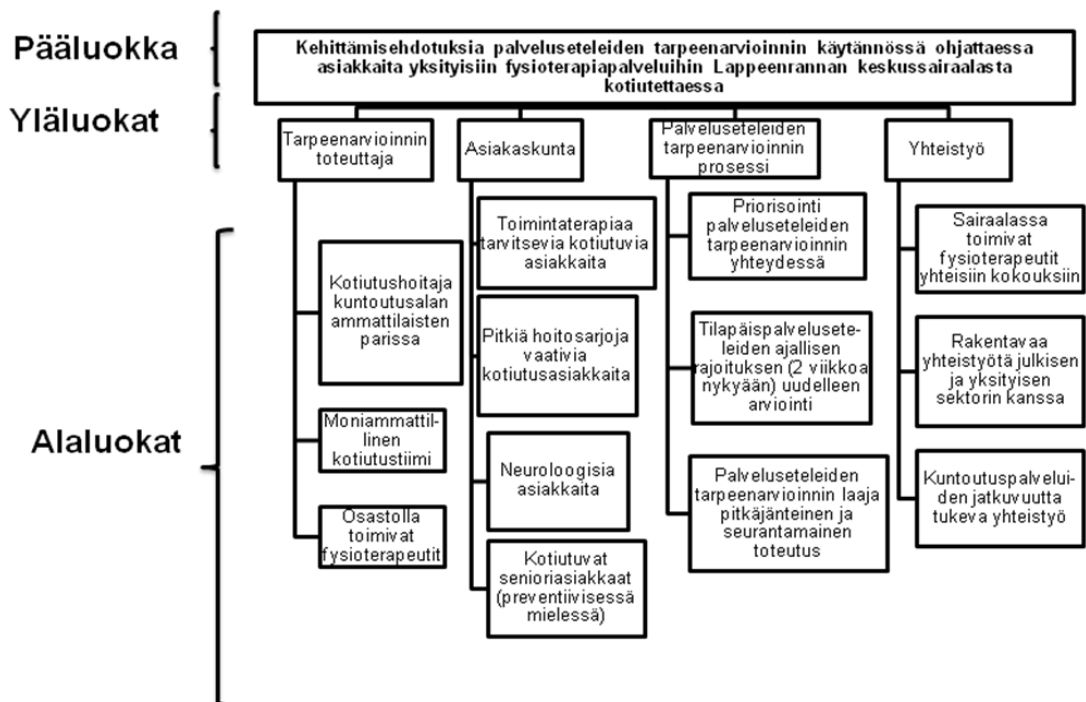 Pääluokka
Kehittämisehdotuksia palveluseteleiden tarpeenarvioinnin käytännössä ohjattaessa
asiakkaita yksityisiin fysioterapiapalveluihin Lappeenrannan keskussairaalasta
kotiutettaessa
Yläluokat
Tarpeenarvioinnin
toteuttaja
Asiakaskunta
Palveluseteleiden
tarpeenarvioinnin
prosessi
Yhteistyö
Alaluokat
Kotiutushoitaja
kuntoutusalan
ammattilaisten
parissa
Moniammattil-
linen
kotiutustiimi
Osastolla
toimivat
fysioterapeutit
Toimintaterapiaa
tarvitsevia kotiutuvia
asiakkaita
Pitkiä hoitosarjoja
vaativia
kotiutusasiakkaita
Neuroloogisia
asiakkaita
Kotiutuvat
senioriasiakkaat
(preventiivisessä
mielessä)
Priorisointi
palveluseteleiden
tarpeenarvioinnin
yhteydessä
Tilapäispalvelusete-
leiden ajallisen
rajoituksen (2 viikkoa
nykyään) uudelleen
arviointi
Palveluseteleiden
tarpeenarvioinnin laaja
pitkäjänteinen ja
seurantamainen
toteutus
Sairaalassa
toimivat
fysioterapeutit
yhteisiin kokouksiin
Rakentavaa
yhteistyötä julkisen
ja yksityisen
sektorin kanssa
Kuntoutuspalvelu-
iden jatkuvuutta
tukeva yhteistyö